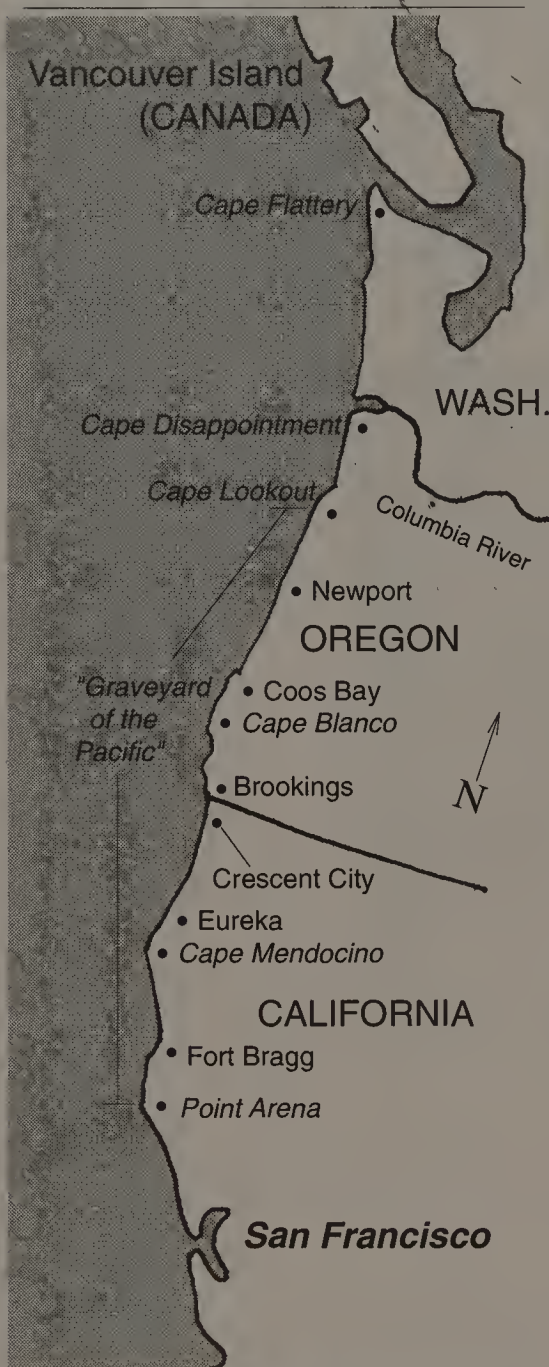 Vancouver Island
(CANADA)
Cape Flattery
WASH.
Cape Disappointment
Cape Lookout
Columbia River
Newport
OREGON
"Graveyard
of the
Pacific"
Coos Bay
Cape Blanco
Brookings
N
Crescent City
Eureka
Cape Mendocino
CALIFORNIA
Fort Bragg
Point Arena
San Francisco